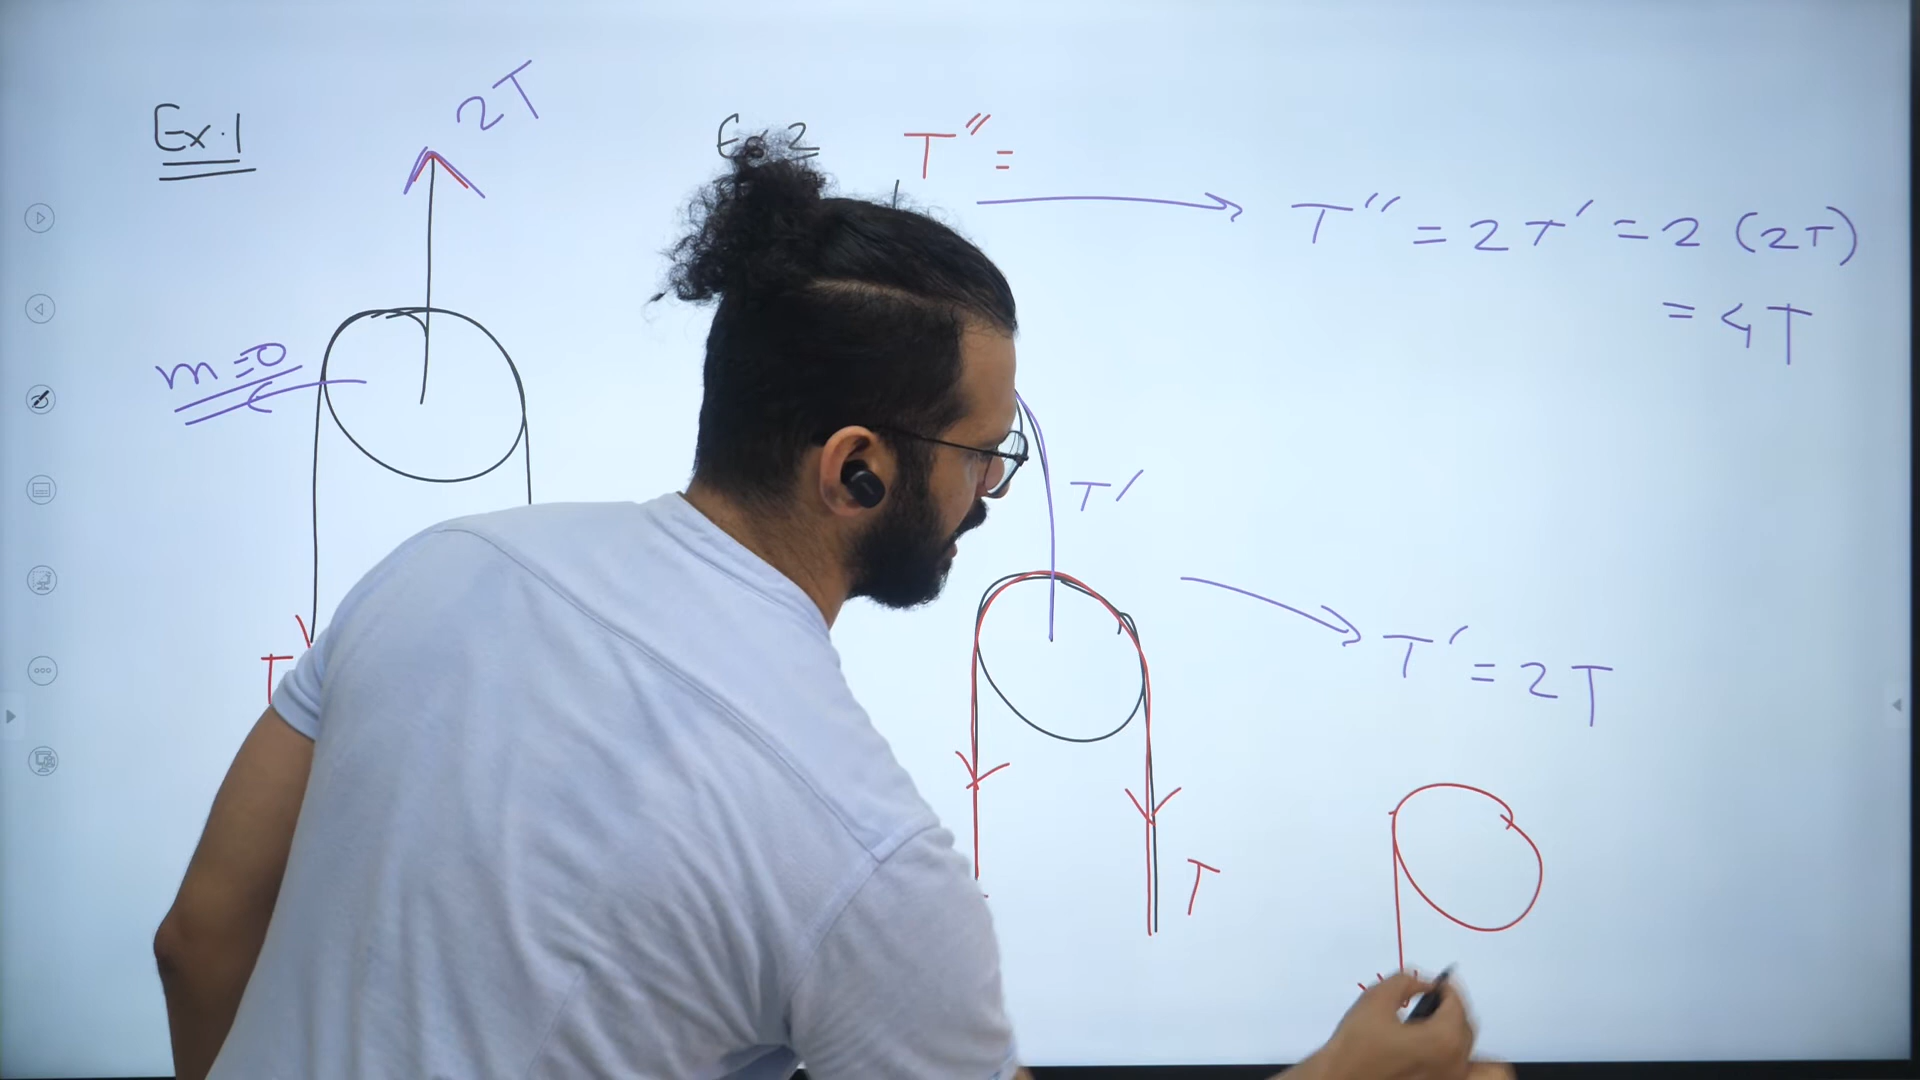 Ex.1
2T
m=0
T
Ex.2
T″ =
T″ = 2T′ = 2 (2T)
= 4T
T′
T′ = 2T
T